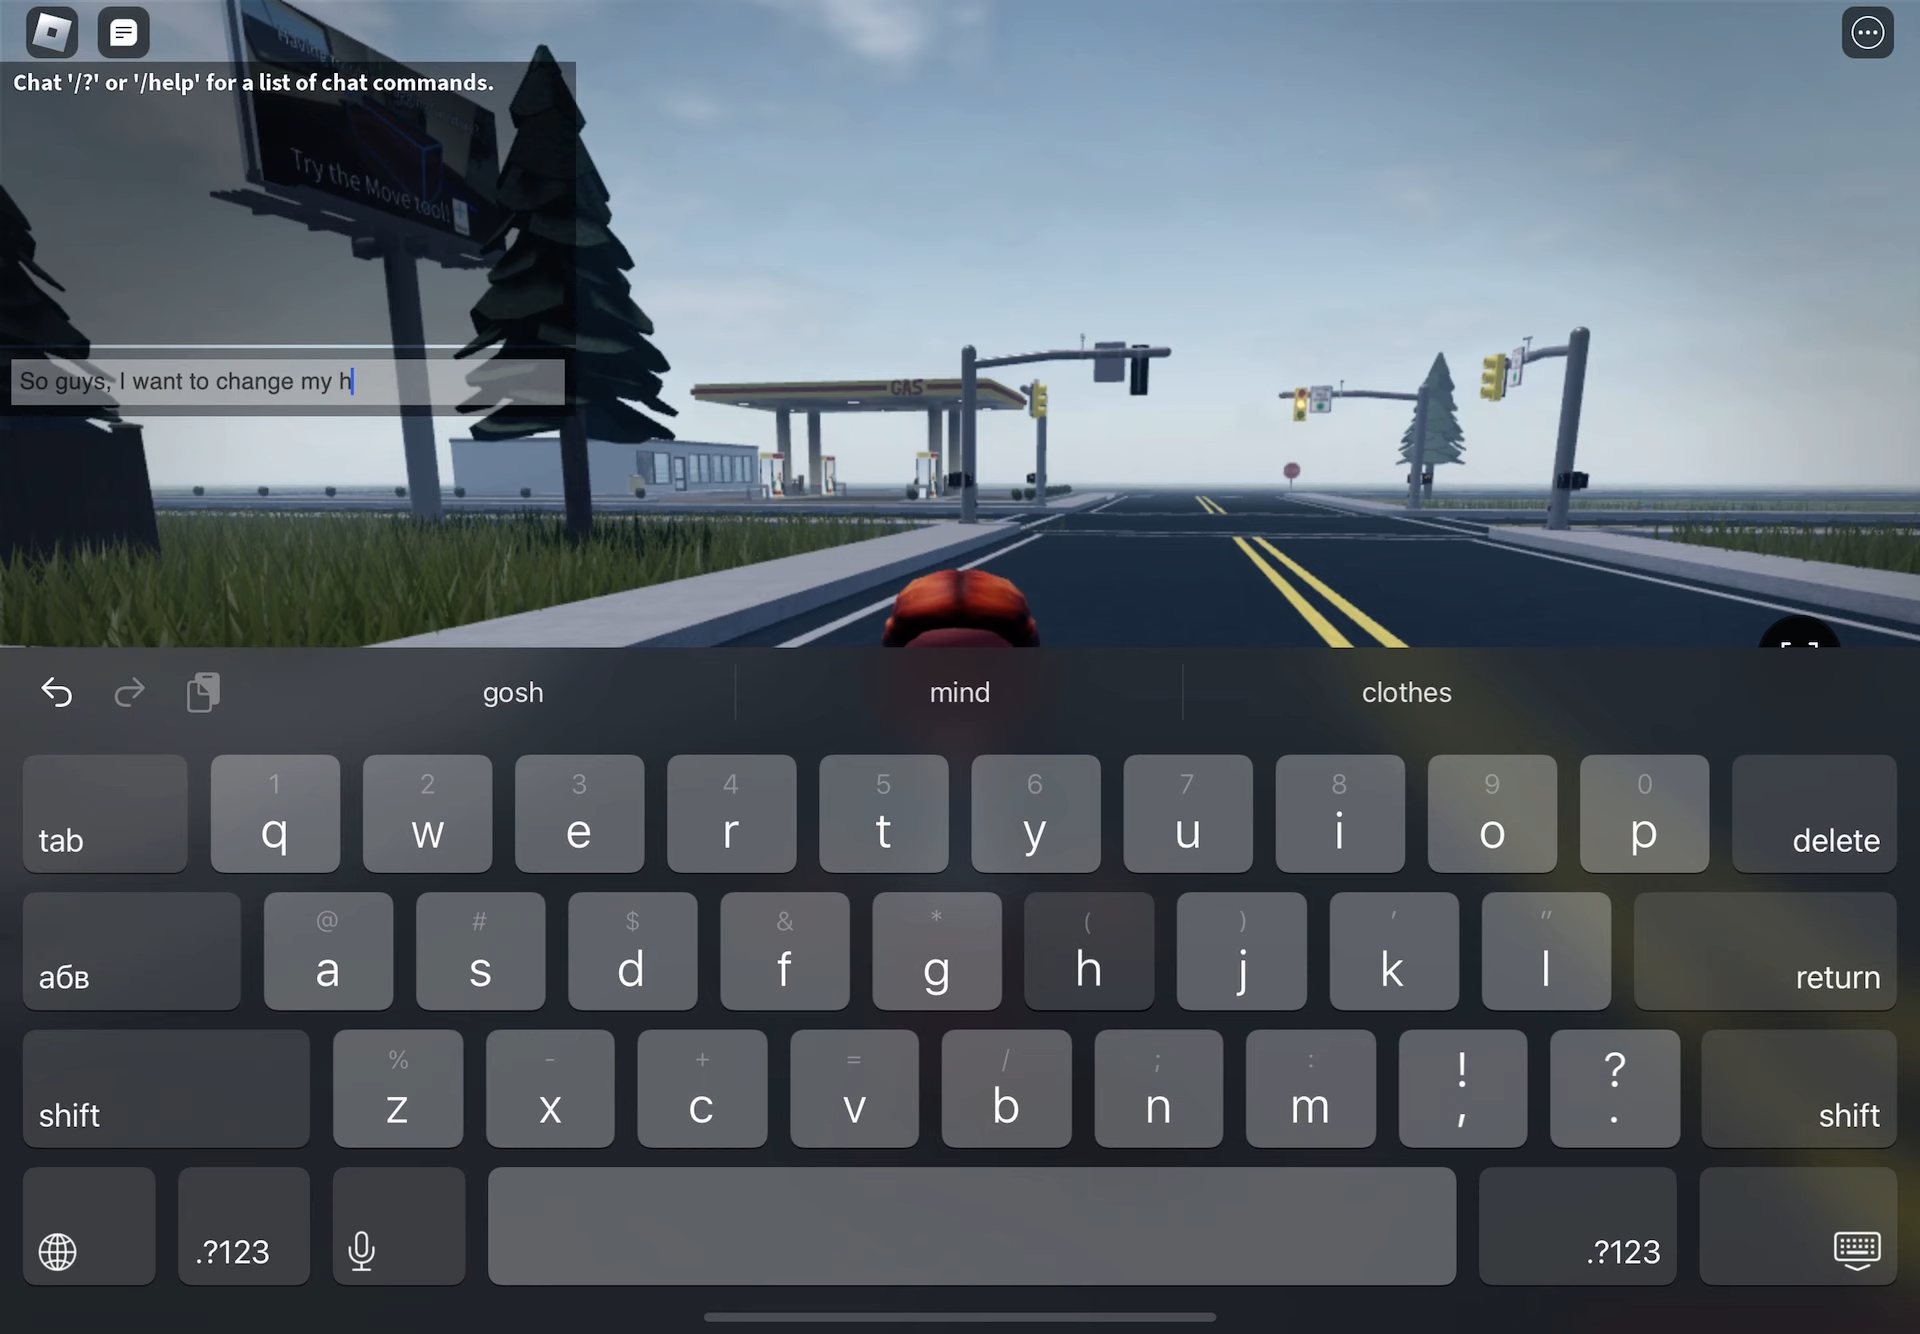 Having
Chat '/?' or '/help' for a list of chat commands.
Try the Move tool!
So guys, I want to change my h
GAS
gosh mind clothes
1 2 3 4 5 6 7 8 9 0
tab q w e r t y u i o p delete
@ # $ & * ( ) ' "
абв a s d f g h j k l return
% - + = / ; : ! ?
shift z x c v b n m , . shift
.?123 .?123